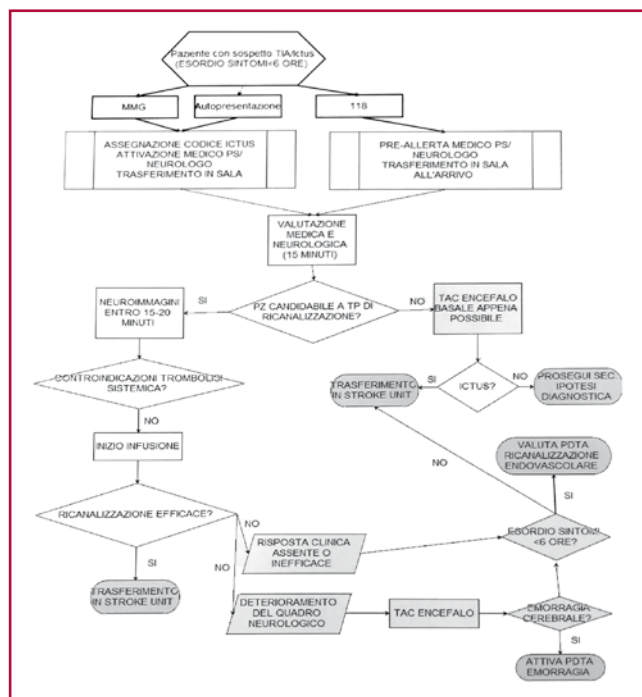 Paziente con sospetto TIA/Ictus
(ESORDIO SINTOMI<6 ORE)
MMG
Autopresentazione
118
ASSEGNAZIONE CODICE ICTUS
ATTIVAZIONE MEDICO PS/
NEUROLOGO
TRASFERIMENTO IN SALA
PRE-ALLERTA MEDICO PS/
NEUROLOGO
TRASFERIMENTO IN SALA
ALL'ARRIVO
VALUTAZIONE
MEDICA E
NEUROLOGICA
(15 MINUTI)
SI
NO
NEUROIMMAGINI
ENTRO 15-20
MINUTI
PZ CANDIDABILE A TP DI
RICANALIZZAZIONE?
TAC ENCEFALO
BASALE APPENA
POSSIBILE
CONTROINDICAZIONI TROMBOLISI
SISTEMICA?
TRASFERIMENTO
IN STROKE UNIT
SI
ICTUS?
NO
PROSEGUI SEC.
IPOTESI
DIAGNOSTICA
NO
INIZIO INFUSIONE
VALUTA PDTA
RICANALIZZAZIONE
ENDOVASCOLARE
NO
SI
RICANALIZZAZIONE EFFICACE?
NO
RISPOSTA CLINICA
ASSENTE O
INEFFICACE
ESORDIO SINTOMI
<6 ORE?
SI
NO
TRASFERIMENTO
IN STROKE UNIT
DETERIORAMENTO
DEL QUADRO
NEUROLOGICO
TAC ENCEFALO
EMORRAGIA
CEREBRALE?
SI
ATTIVA PDTA
EMORRAGIA